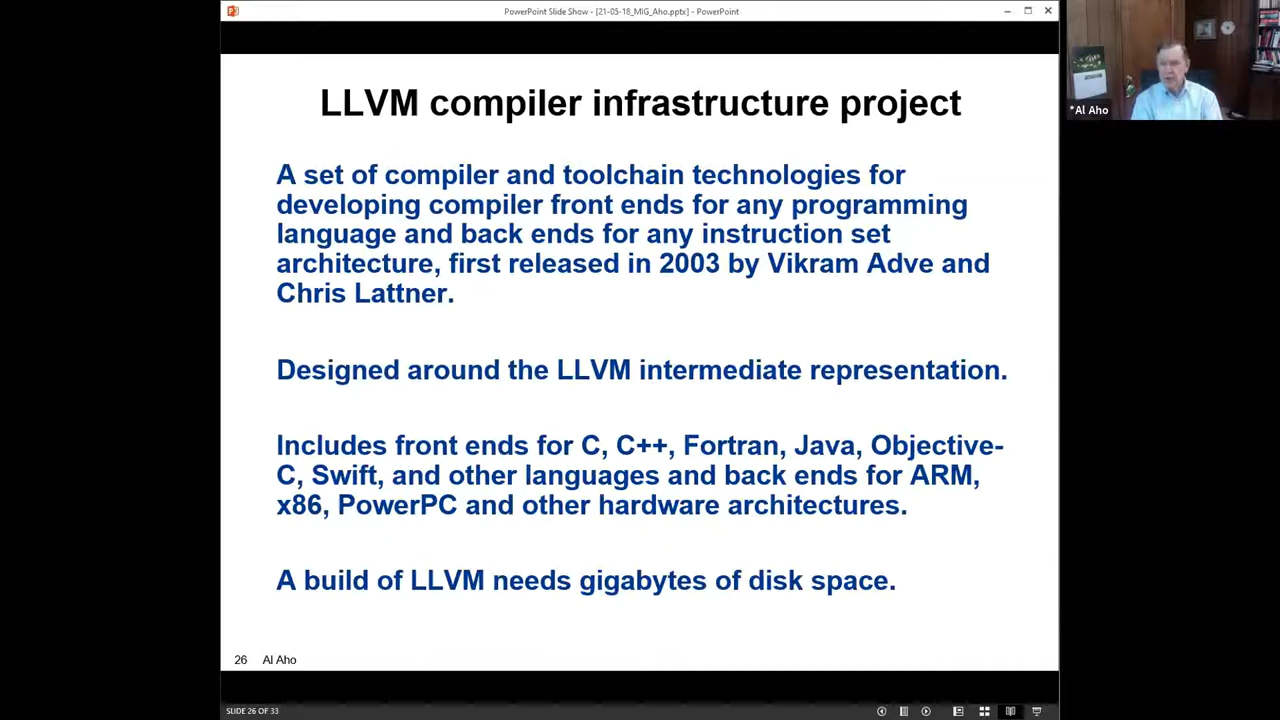 PowerPoint Slide Show - [21-05-18_MIG_Aho.pptx] - PowerPoint
LLVM compiler infrastructure project
A set of compiler and toolchain technologies for
developing compiler front ends for any programming
language and back ends for any instruction set
architecture, first released in 2003 by Vikram Adve and
Chris Lattner.
Designed around the LLVM intermediate representation.
Includes front ends for C, C++, Fortran, Java, Objective-
C, Swift, and other languages and back ends for ARM,
x86, PowerPC and other hardware architectures.
A build of LLVM needs gigabytes of disk space.
26 Al Aho
SLIDE 26 OF 33
*Al Aho